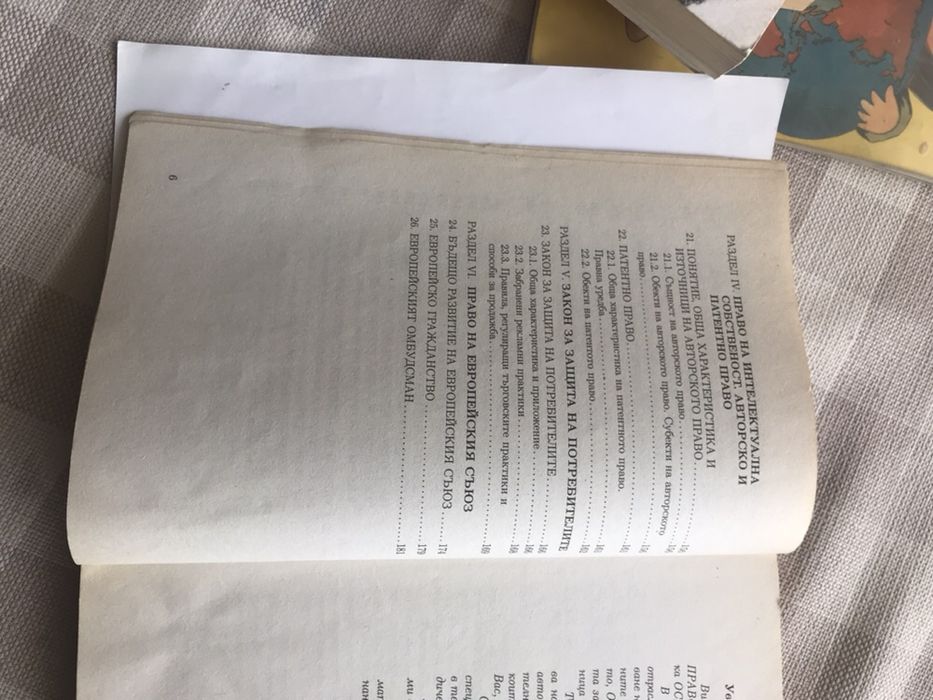 РАЗДЕЛ IV. ПРАВО НА ИНТЕЛЕКТУАЛНА
СОБСТВЕНОСТ. АВТОРСКО И
ПАТЕНТНО ПРАВО
21. ПОНЯТИЕ, ОБЩА ХАРАКТЕРИСТИКА И
ИЗТОЧНИЦИ НА АВТОРСКОТО ПРАВО
21.1. Същност на авторското право
21.2. Обекти на авторското право. Субекти на авторското
право
22. ПАТЕНТНО ПРАВО
22.1. Обща характеристика на патентното право.
Правна уредба
22.2. Обекти на патентото право
РАЗДЕЛ V. ЗАКОН ЗА ЗАЩИТА НА ПОТРЕБИТЕЛИТЕ
23. ЗАКОН ЗА ЗАЩИТА НА ПОТРЕБИТЕЛИТЕ
23.1. Обща характеристика и приложение
23.2. Забранени рекламни практики
23.3. Правила, регулиращи търговските практики и
способи за продажба 169
РАЗДЕЛ VI. ПРАВО НА ЕВРОПЕЙСКИЯ СЪЮЗ
24. БЪДЕЩО РАЗВИТИЕ НА ЕВРОПЕЙСКИЯ СЪЮЗ 174
25. ЕВРОПЕЙСКО ГРАЖДАНСТВО 179
26. ЕВРОПЕЙСКИЯТ ОМБУДСМАН 181
6